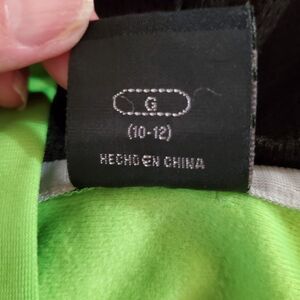 G
(10-12)
HECHO EN CHINA